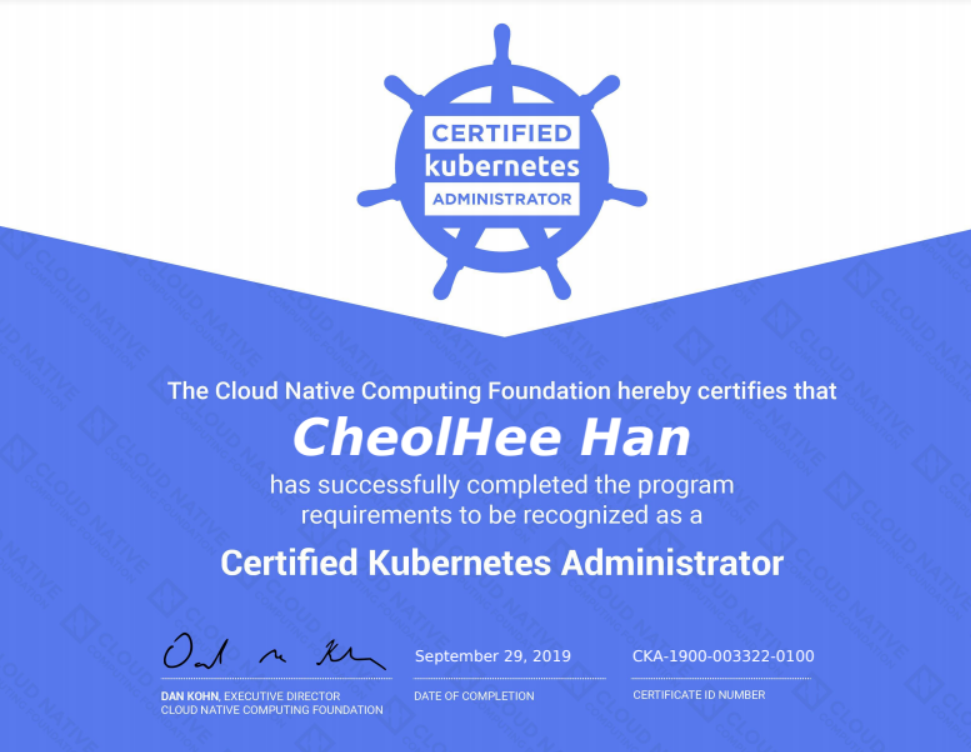 CERTIFIED
kubernetes
ADMINISTRATOR
The Cloud Native Computing Foundation hereby certifies that
CheolHee Han
has successfully completed the program
requirements to be recognized as a
Certified Kubernetes Administrator
September 29, 2019
CKA-1900-003322-0100
DAN KOHN, EXECUTIVE DIRECTOR
CLOUD NATIVE COMPUTING FOUNDATION
DATE OF COMPLETION
CERTIFICATE ID NUMBER